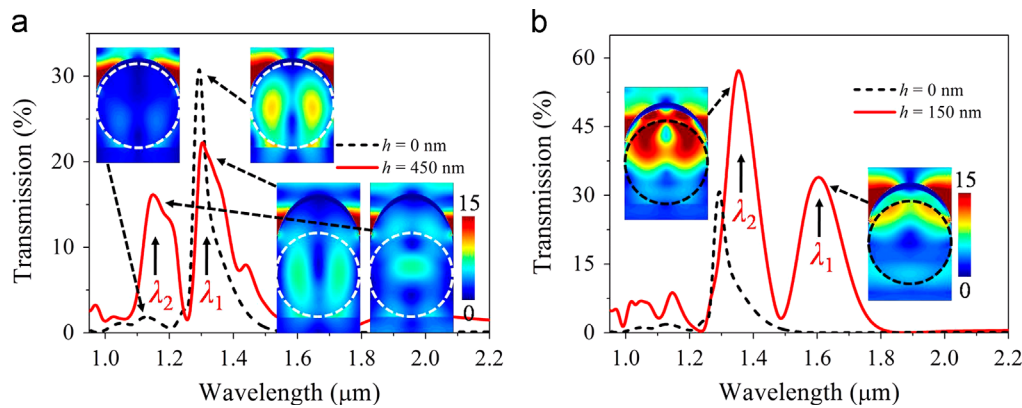 a
Transmission (%)
30
20
10
0
h = 0 nm
h = 450 nm
λ2
λ1
15
0
1.0 1.2 1.4 1.6 1.8 2.0 2.2
Wavelength (μm)
b
Transmission (%)
60
45
30
15
0
h = 0 nm
h = 150 nm
λ2
λ1
15
0
1.0 1.2 1.4 1.6 1.8 2.0 2.2
Wavelength (μm)